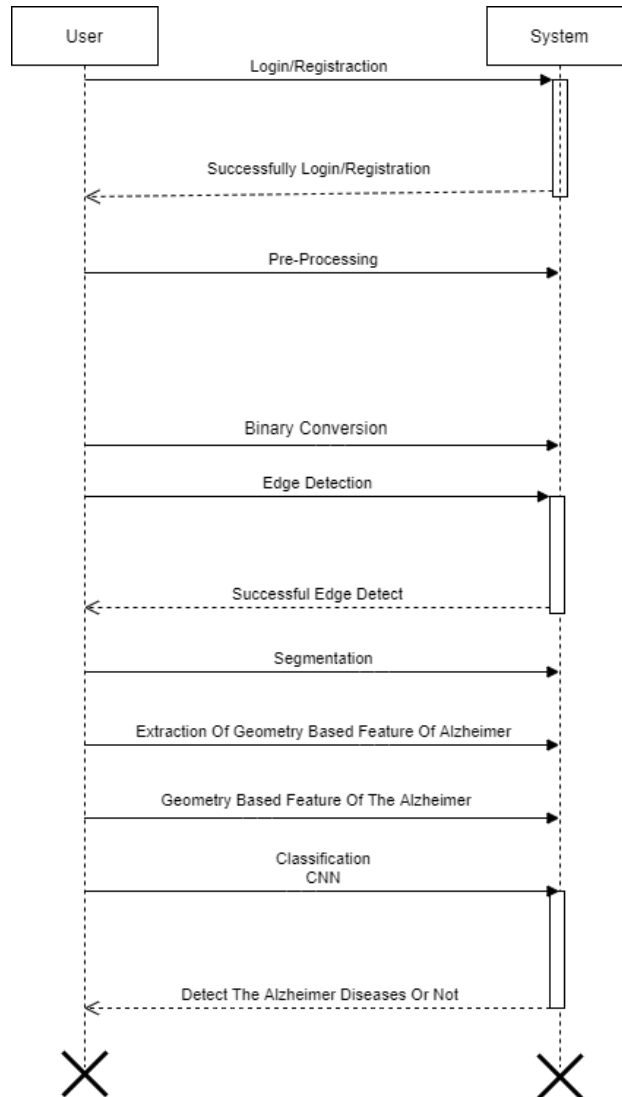 User
System
Login/Registraction
Successfully Login/Registration
Pre-Processing
Binary Conversion
Edge Detection
Successful Edge Detect
Segmentation
Extraction Of Geometry Based Feature Of Alzheimer
Geometry Based Feature Of The Alzheimer
Classification
CNN
Detect The Alzheimer Diseases Or Not